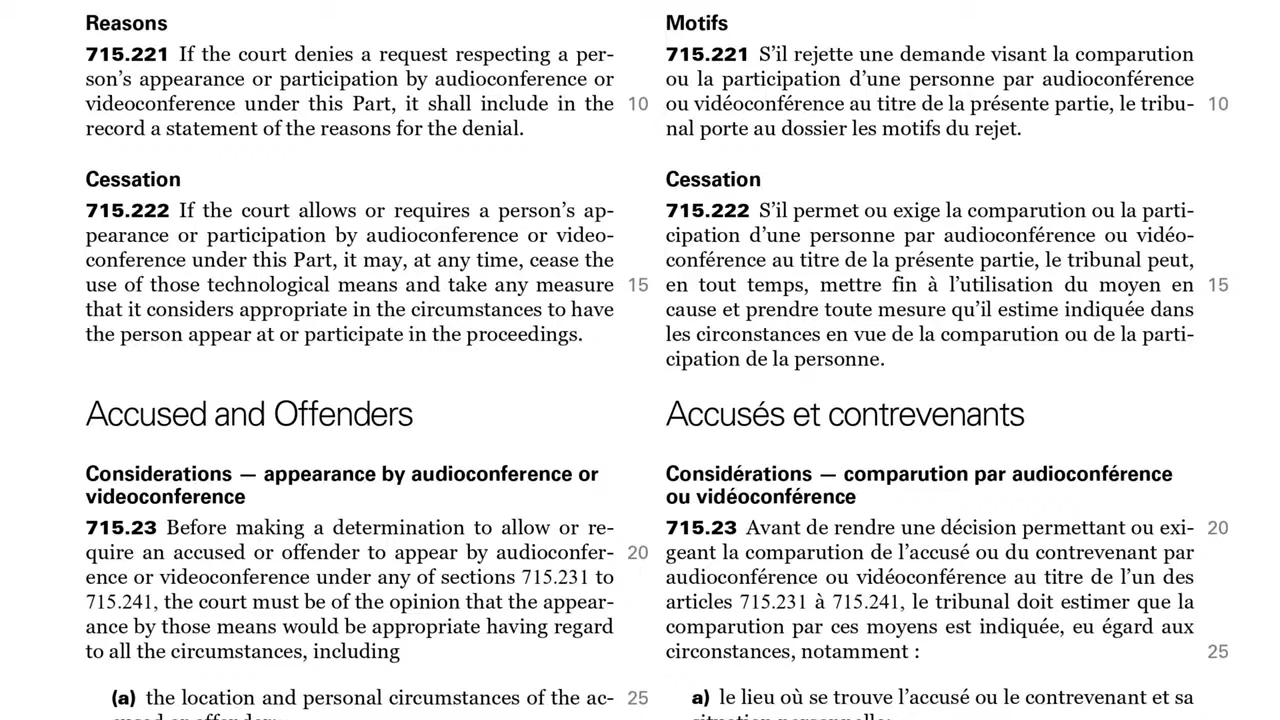 Reasons
715.221 If the court denies a request respecting a per-
son’s appearance or participation by audioconference or
videoconference under this Part, it shall include in the
10
record a statement of the reasons for the denial.
Cessation
715.222 If the court allows or requires a person’s ap-
pearance or participation by audioconference or video-
conference under this Part, it may, at any time, cease the
use of those technological means and take any measure
15
that it considers appropriate in the circumstances to have
the person appear at or participate in the proceedings.
Accused and Offenders
Considerations — appearance by audioconference or
videoconference
715.23 Before making a determination to allow or re-
quire an accused or offender to appear by audioconfer-
20
ence or videoconference under any of sections 715.231 to
715.241, the court must be of the opinion that the appear-
ance by those means would be appropriate having regard
to all the circumstances, including
(a) the location and personal circumstances of the ac-
25
Motifs
715.221 S’il rejette une demande visant la comparution
ou la participation d’une personne par audioconférence
ou vidéoconférence au titre de la présente partie, le tribu-
10
nal porte au dossier les motifs du rejet.
Cessation
715.222 S’il permet ou exige la comparution ou la parti-
cipation d’une personne par audioconférence ou vidéo-
conférence au titre de la présente partie, le tribunal peut,
en tout temps, mettre fin à l’utilisation du moyen en
15
cause et prendre toute mesure qu’il estime indiquée dans
les circonstances en vue de la comparution ou de la parti-
cipation de la personne.
Accusés et contrevenants
Considérations — comparution par audioconférence
ou vidéoconférence
715.23 Avant de rendre une décision permettant ou exi-
20
geant la comparution de l’accusé ou du contrevenant par
audioconférence ou vidéoconférence au titre de l’un des
articles 715.231 à 715.241, le tribunal doit estimer que la
comparution par ces moyens est indiquée, eu égard aux
circonstances, notamment :
25
a) le lieu où se trouve l’accusé ou le contrevenant et sa